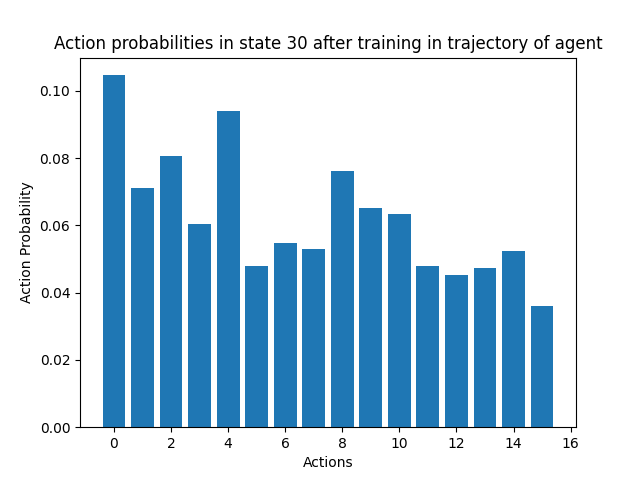 Action probabilities in state 30 after training in trajectory of agent
0.10
0.08
0.06
0.04
0.02
0.00
Action Probability
0 2 4 6 8 10 12 14 16
Actions